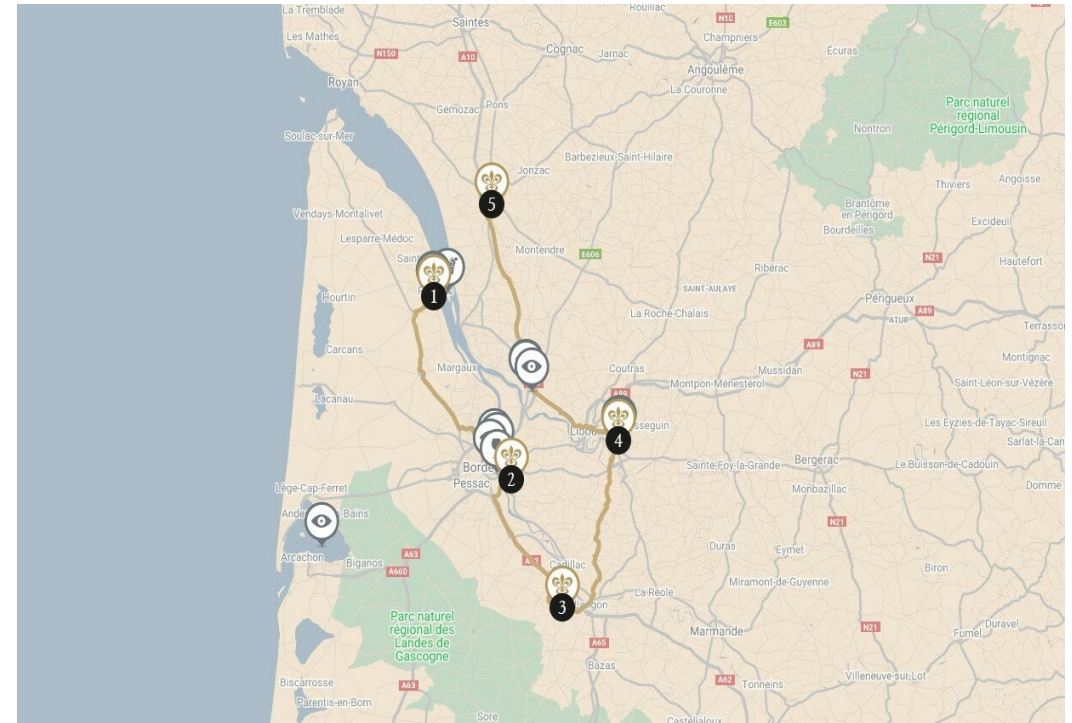 La Tremblade
Rouillac
Saintes
N10
E603
Les Mathes
Champniers
N150
A10
Cognac
Jarnac
Écuras
Angoulême
Royan
La Couronne
Gémozac
Pons
Parc naturel
régional
Périgord-Limousin
Soulac-sur-Mer
Nontron
Barbezieux-Saint-Hilaire
Jonzac
Angoisse
Thiviers
5
Brantôme
en Périgord
Vendays-Montalivet
Bourdeilles
Excideuil
Lesparre-Médoc
Montendre
E606
N21
Hautefort
Ribérac
SAINT-AULAYE
1
Hourtin
Périgueux
A89
La Roche-Chalais
ATUR
Terrasson
Carcans
A89
Montignac
Margaux
Coutras
Mussidan
N21
Montpon-Ménestérol
Saint-Léon-sur-Vézère
A89
Lacanau
Les Eyzies-de-Tayac-Sireuil
4
Sarlat-la-Can
Bergerac
Sainte-Foy-la-Grande
Le Buisson-de-Cadouin
2
Pessac
Lège-Cap-Ferret
Monbazillac
Domme
N21
Duras
Eymet
Arcachon
A63
Biganos
A660
Cadillac
Biron
Miramont-de-Guyenne
La-Réole
3
Parc naturel
régional des
Landes de
Gascogne
Marmande
N21
Duravel
A65
Fumel
Bazas
Biscarrosse
A63
A62
Tonneins
Villeneuve-sur-Lot
Parentis-en-Born
Sore
Casteljaloux